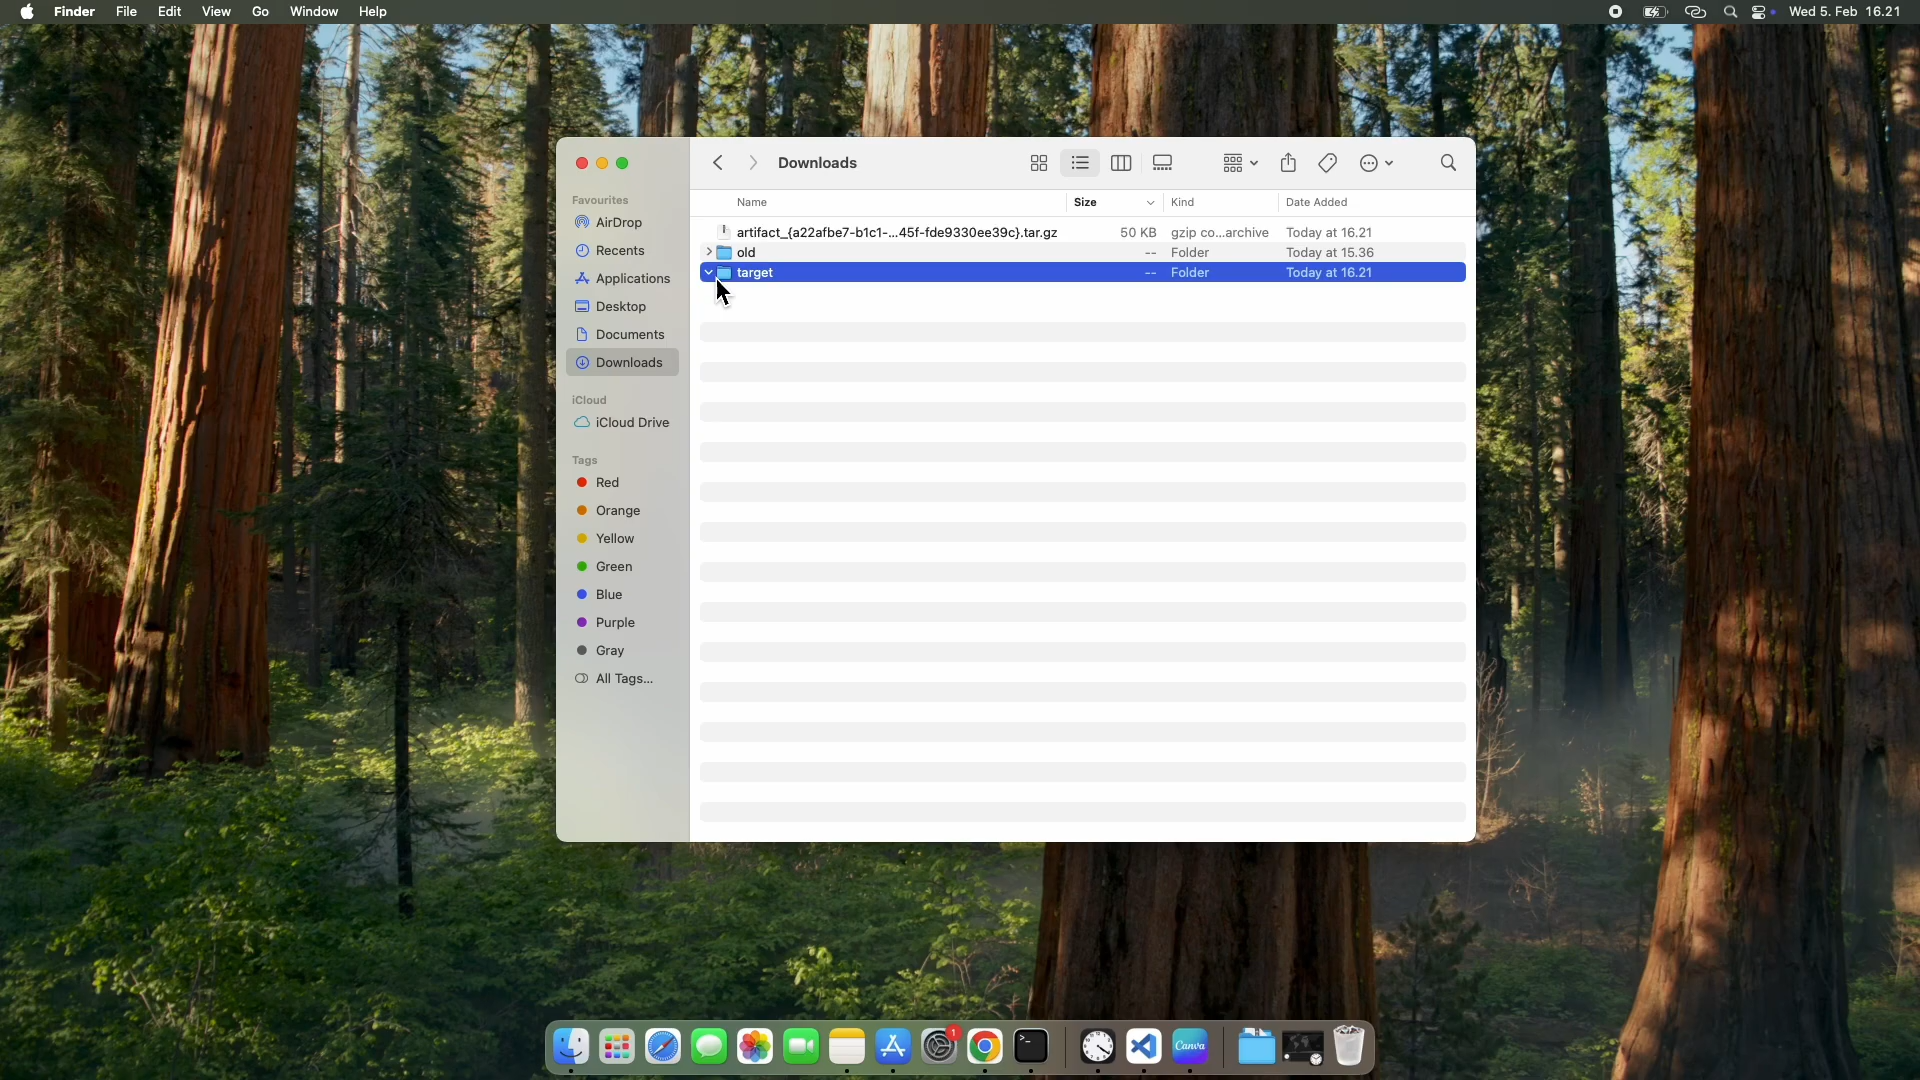 Finder File Edit View Go Window Help
Wed 5. Feb 16.21
Downloads
Favourites
AirDrop
Recents
Applications
Desktop
Documents
Downloads
iCloud
iCloud Drive
Tags
Red
Orange
Yellow
Green
Blue
Purple
Gray
All Tags...
Name Size Kind Date Added
artifact_{a22afbe7-b1c1-...45f-fde9330ee39c}.tar.gz 50 KB gzip co...archive Today at 16.21
old -- Folder Today at 15.36
target -- Folder Today at 16.21
1
Canva